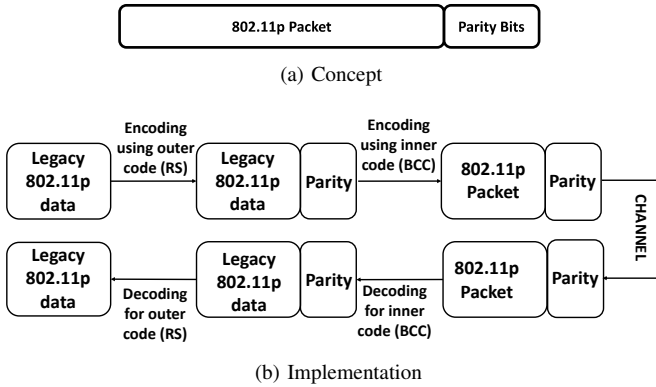 802.11p Packet
Parity Bits
(a) Concept
Legacy
802.11p
data
Encoding
using outer
code (RS)
Legacy
802.11p
data
Parity
Encoding
using inner
code (BCC)
802.11p
Packet
Parity
CHANNEL
Legacy
802.11p
data
Decoding
for outer
code (RS)
Legacy
802.11p
data
Parity
Decoding
for inner
code (BCC)
802.11p
Packet
Parity
(b) Implementation